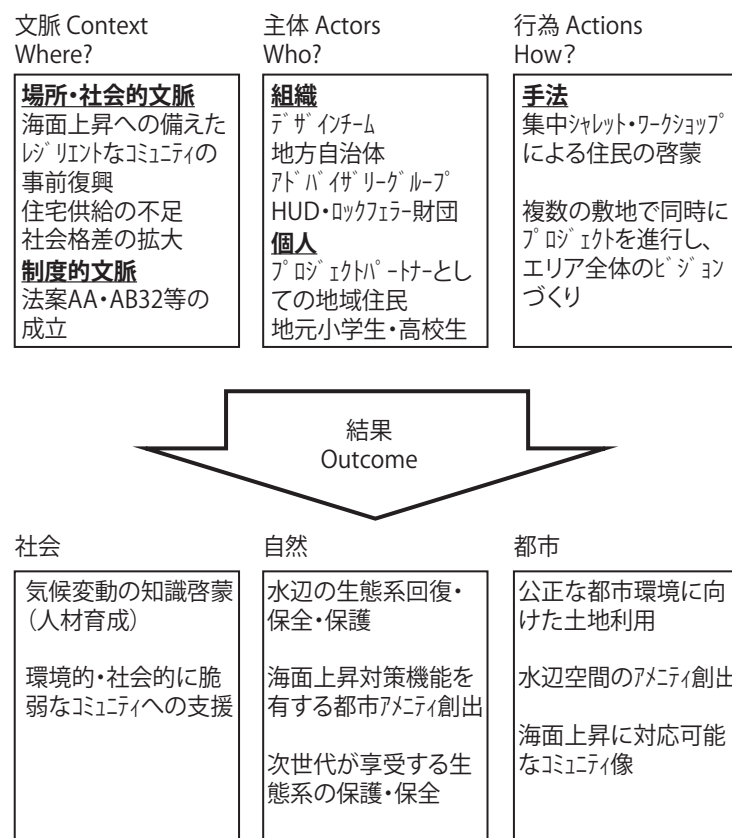 文脈 Context
Where?
場所・社会的文脈
海面上昇への備えた
ﾚｼﾞﾘｴﾝﾄなｺﾐｭﾆﾃｨの
事前復興
住宅供給の不足
社会格差の拡大
制度的文脈
法案AA・AB32等の
成立
主体 Actors
Who?
組織
ﾃﾞｻﾞｲﾝﾁｰﾑ
地方自治体
ｱﾄﾞﾊﾞｲｻﾞﾘｰｸﾞﾙｰﾌﾟ
HUD・ﾛｯｸﾌｪﾗｰ財団
個人
ﾌﾟﾛｼﾞｪｸﾄﾊﾟｰﾄﾅｰとし
ての地域住民
地元小学生・高校生
行為 Actions
How?
手法
集中ｼｬﾚｯﾄ・ﾜｰｸｼｮｯﾌﾟ
による住民の啓蒙
複数の敷地で同時に
ﾌﾟﾛｼﾞｪｸﾄを進行し、
エリア全体のﾋﾞｼﾞｮﾝ
づくり
結果
Outcome
社会
気候変動の知識啓蒙
（人材育成）
環境的・社会的に脆
弱なｺﾐｭﾆﾃｨへの支援
自然
水辺の生態系回復・
保全・保護
海面上昇対策機能を
有する都市ｱﾒﾆﾃｨ創出
次世代が享受する生
態系の保護・保全
都市
公正な都市環境に向
けた土地利用
水辺空間のｱﾒﾆﾃｨ創出
海面上昇に対応可能
なｺﾐｭﾆﾃｨ像